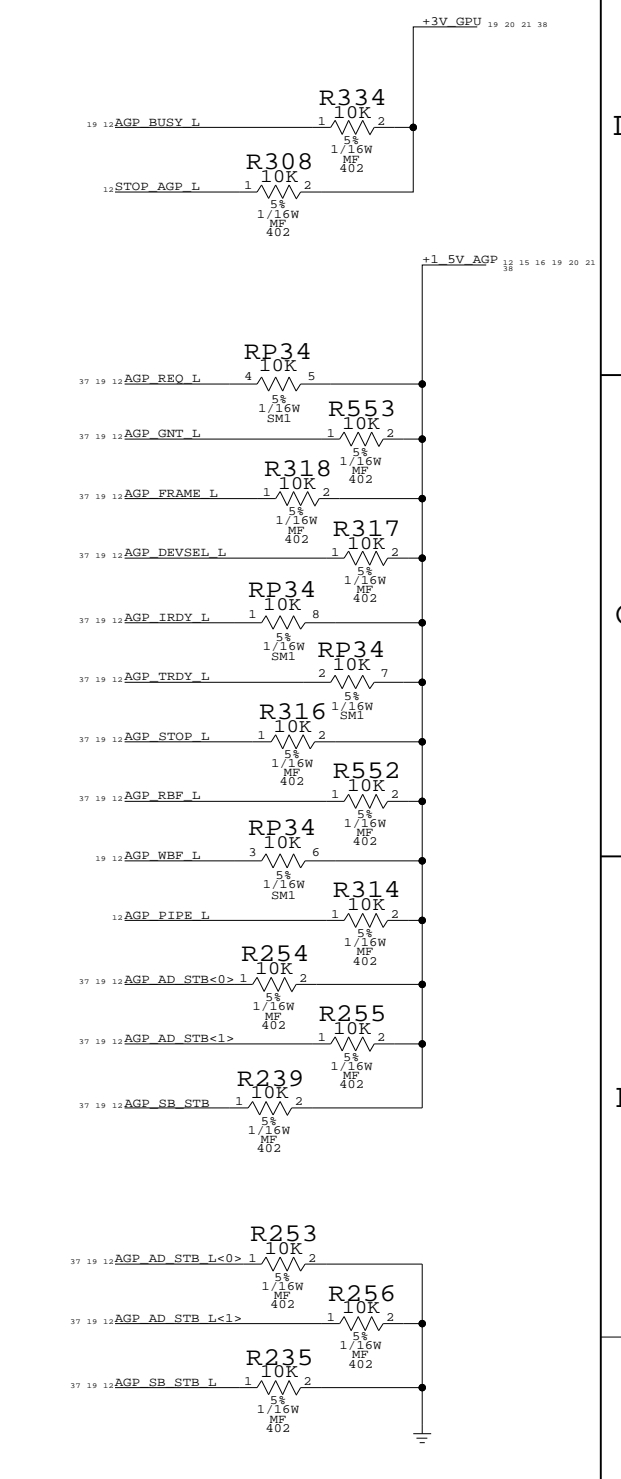 +3V_GPU 19 20 21 38
R334
10K
19 12 AGP_BUSY_L 1 2
5%
1/16W
MF
402
R308
10K
12 STOP_AGP_L 1 2
5%
1/16W
MF
402
+1_5V_AGP 12 15 16 19 20 21
38
RP34
10K
37 19 12 AGP_REQ_L 4 5
5%
1/16W
SM1
R553
10K
37 19 12 AGP_GNT_L 1 2
5%
1/16W
MF
402
R318
10K
37 19 12 AGP_FRAME_L 1 2
5%
1/16W
MF
402
R317
10K
37 19 12 AGP_DEVSEL_L 1 2
5%
1/16W
MF
402
RP34
10K
37 19 12 AGP_IRDY_L 1 8
5%
1/16W
SM1
RP34
10K
37 19 12 AGP_TRDY_L 2 7
5%
1/16W
SM1
R316
10K
37 19 12 AGP_STOP_L 1 2
5%
1/16W
MF
402
R552
10K
37 19 12 AGP_RBF_L 1 2
5%
1/16W
MF
402
RP34
10K
19 12 AGP_WBF_L 3 6
5%
1/16W
SM1
R314
10K
12 AGP_PIPE_L 1 2
5%
1/16W
MF
402
R254
10K
37 19 12 AGP_AD_STB<0> 1 2
5%
1/16W
MF
402
R255
10K
37 19 12 AGP_AD_STB<1> 1 2
5%
1/16W
MF
402
R239
10K
37 19 12 AGP_SB_STB 1 2
5%
1/16W
MF
402
R253
10K
37 19 12 AGP_AD_STB_L<0> 1 2
5%
1/16W
MF
402
R256
10K
37 19 12 AGP_AD_STB_L<1> 1 2
5%
1/16W
MF
402
R235
10K
37 19 12 AGP_SB_STB_L 1 2
5%
1/16W
MF
402